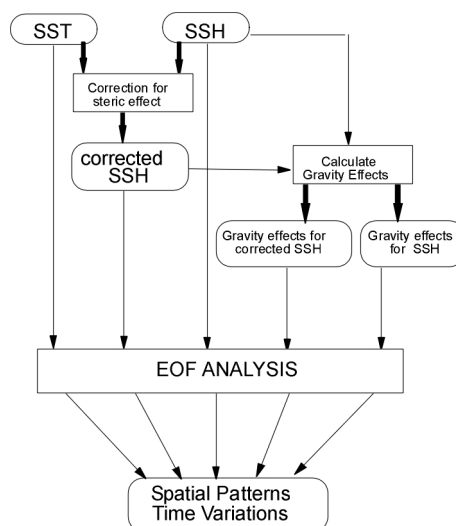 SST
SSH
Correction for
steric effect
corrected
SSH
Calculate
Gravity Effects
Gravity effects for
corrected SSH
Gravity effects
for SSH
EOF ANALYSIS
Spatial Patterns
Time Variations